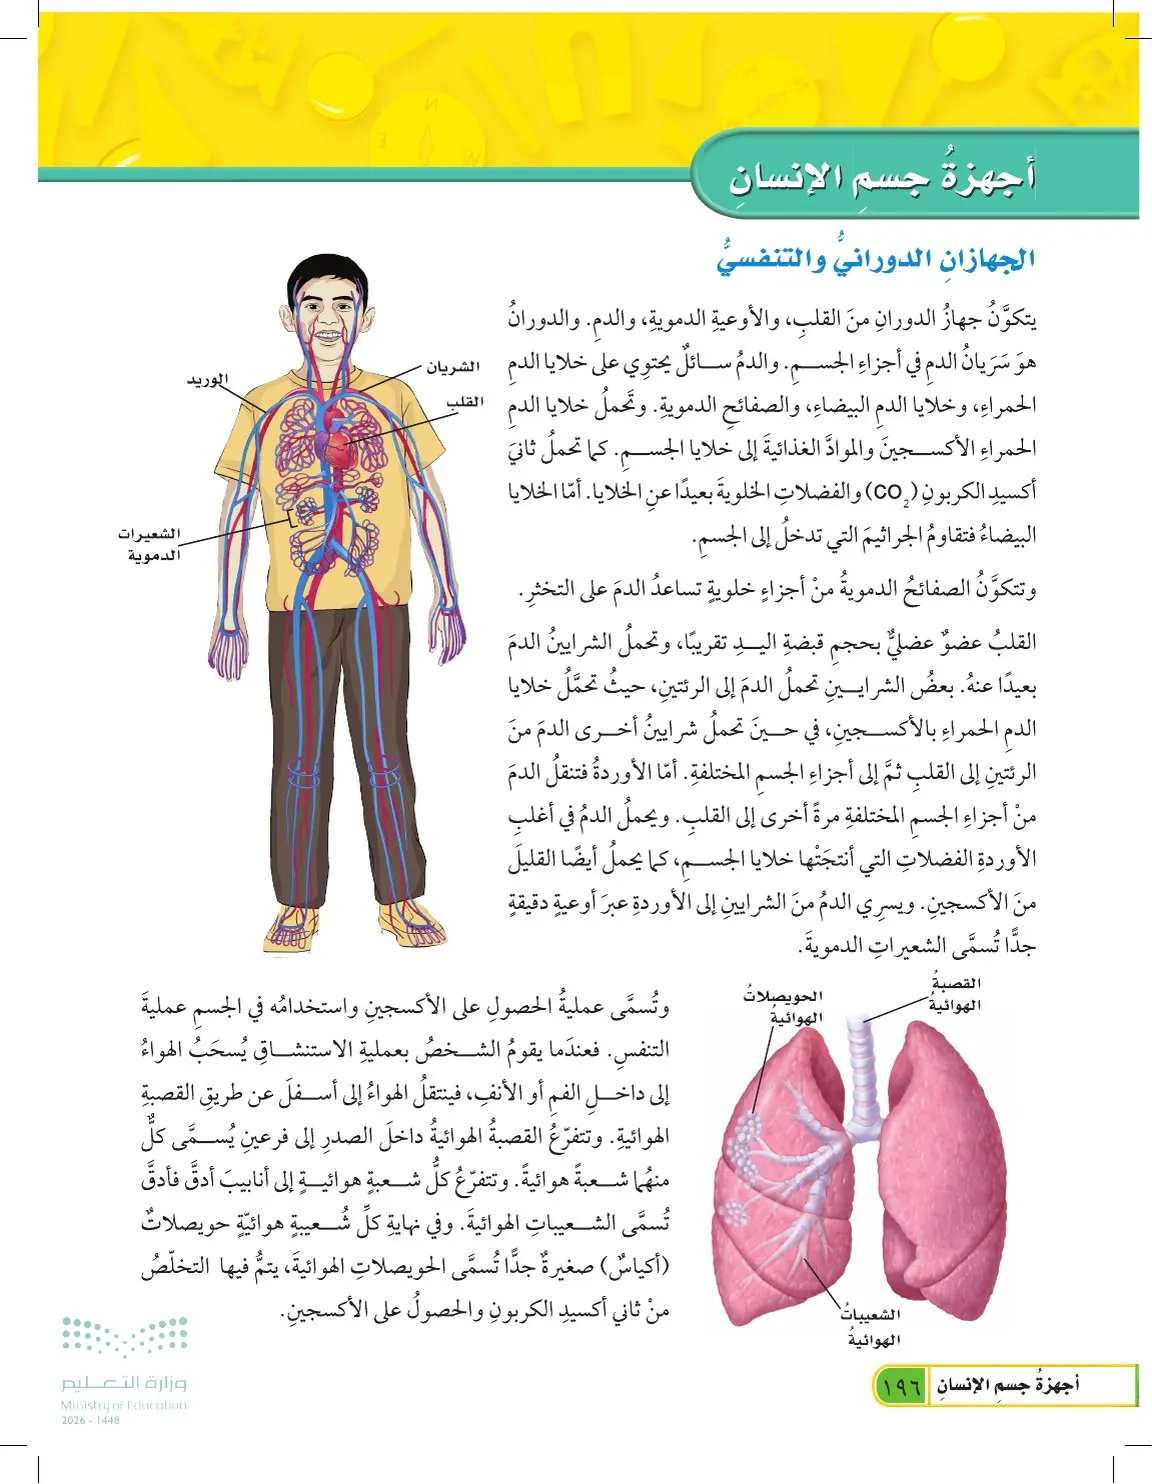 أجهزةُ جسمِ الإنسانِ
الجهازانِ الدورانيُّ والتنفسيُّ
يتكوَّنُ جهازُ الدورانِ منَ القلبِ، والأوعيةِ الدمويةِ، والدمِ. والدورانُ
هوَ سَرَيانُ الدمِ في أجزاءِ الجسمِ. والدمُ سائلٌ يحتوِي على خلايا الدمِ
الحمراءِ، وخلايا الدمِ البيضاءِ، والصفائحِ الدمويةِ. وتَحملُ خلايا الدمِ
الحمراءِ الأكسجينَ والموادَّ الغذائيةَ إلى خلايا الجسمِ. كما تحملُ ثانيَ
أكسيدِ الكربونِ (CO₂) والفضلاتِ الخلويةَ بعيدًا عنِ الخلايا. أمّا الخلايا
البيضاءُ فتقاومُ الجراثيمَ التي تدخلُ إلى الجسمِ.
وتتكوَّنُ الصفائحُ الدمويةُ منْ أجزاءٍ خلويةٍ تساعدُ الدمَ على التخثرِ.
القلبُ عضوٌ عضليٌّ بحجمِ قبضةِ اليدِ تقريبًا، وتحملُ الشرايينُ الدمَ
بعيدًا عنهُ. بعضُ الشرايينِ تحملُ الدمَ إلى الرئتينِ، حيثُ تحمَّلُ خلايا
الدمِ الحمراءِ بالأكسجينِ، في حينَ تحملُ شرايينُ أخرى الدمَ منَ
الرئتينِ إلى القلبِ ثمَّ إلى أجزاءِ الجسمِ المختلفةِ. أمّا الأوردةُ فتنقلُ الدمَ
منْ أجزاءِ الجسمِ المختلفةِ مرةً أخرى إلى القلبِ. ويحملُ الدمُ في أغلبِ
الأوردةِ الفضلاتِ التي أنتجَتْها خلايا الجسمِ، كما يحملُ أيضًا القليلَ
منَ الأكسجينِ. ويسرِي الدمُ منَ الشرايينِ إلى الأوردةِ عبرَ أوعيةٍ دقيقةٍ
جدًّا تُسمَّى الشعيراتِ الدمويةَ.
الشريان
الوريد
القلب
الشعيرات
الدموية
وتُسمَّى عمليةُ الحصولِ على الأكسجينِ واستخدامُه في الجسمِ عمليةَ
التنفسِ. فعندَما يقومُ الشخصُ بعمليةِ الاستنشاقِ يُسحَبُ الهواءُ
إلى داخلِ الفمِ أو الأنفِ، فينتقلُ الهواءُ إلى أسفلَ عن طريقِ القصبةِ
الهوائيةِ. وتتفرّعُ القصبةُ الهوائيةُ داخلَ الصدرِ إلى فرعينِ يُسمَّى كلٌّ
منهُما شعبةً هوائيةً. وتتفرّعُ كلُّ شعبةٍ هوائيةٍ إلى أنابيبَ أدقَّ فأدقَّ
تُسمَّى الشعيباتِ الهوائيةَ. وفي نهايةِ كلِّ شُعيبةٍ هوائيّةٍ حويصلاتٌ
(أكياسٌ) صغيرةٌ جدًّا تُسمَّى الحويصلاتِ الهوائيةَ، يتمُّ فيها التخلّصُ
منْ ثاني أكسيدِ الكربونِ والحصولُ على الأكسجينِ.
القصبةُ
الهوائيةُ
الحويصلاتُ
الهوائيةُ
الشعيباتُ
الهوائيةُ
أجهزةُ جسمِ الإنسانِ ١٩٦
وزارة التعليم
Ministry of Education
2026 - 1448